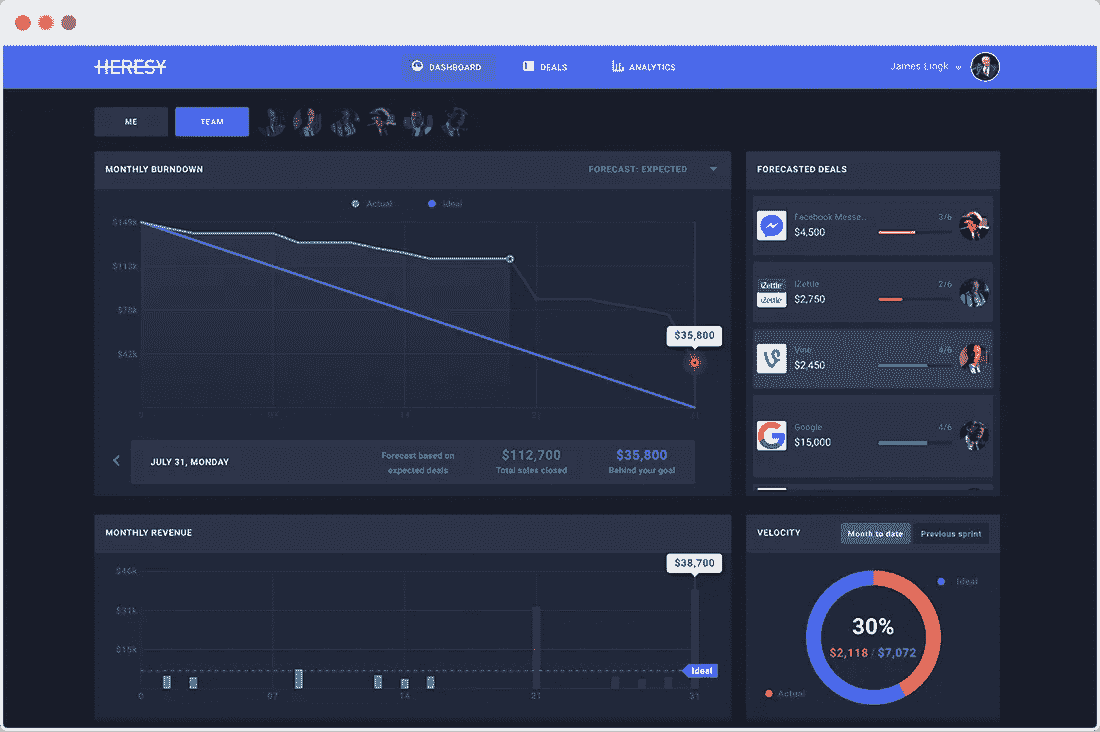 HERESY
DASHBOARD
DEALS
ANALYTICS
James Lingk
ME
TEAM
MONTHLY BURNDOWN
FORECAST: EXPECTED
FORECASTED DEALS
Actual
Ideal
$113k
$78k
$42k
0
07
14
21
$35,800
Facebook Messe...
3/6
$4,500
iZettle
iZettle
iZettle
2/6
$2,750
Vine
4/6
$2,450
Google
4/6
$15,000
JULY 31, MONDAY
Forecast based on
expected deals
$112,700
Total sales closed
$35,800
Behind your goal
MONTHLY REVENUE
$38,700
$46k
$31k
$15k
Ideal
0
07
14
21
31
VELOCITY
Month to date
Previous sprint
Ideal
30%
$2,118 / $7,072
Actual